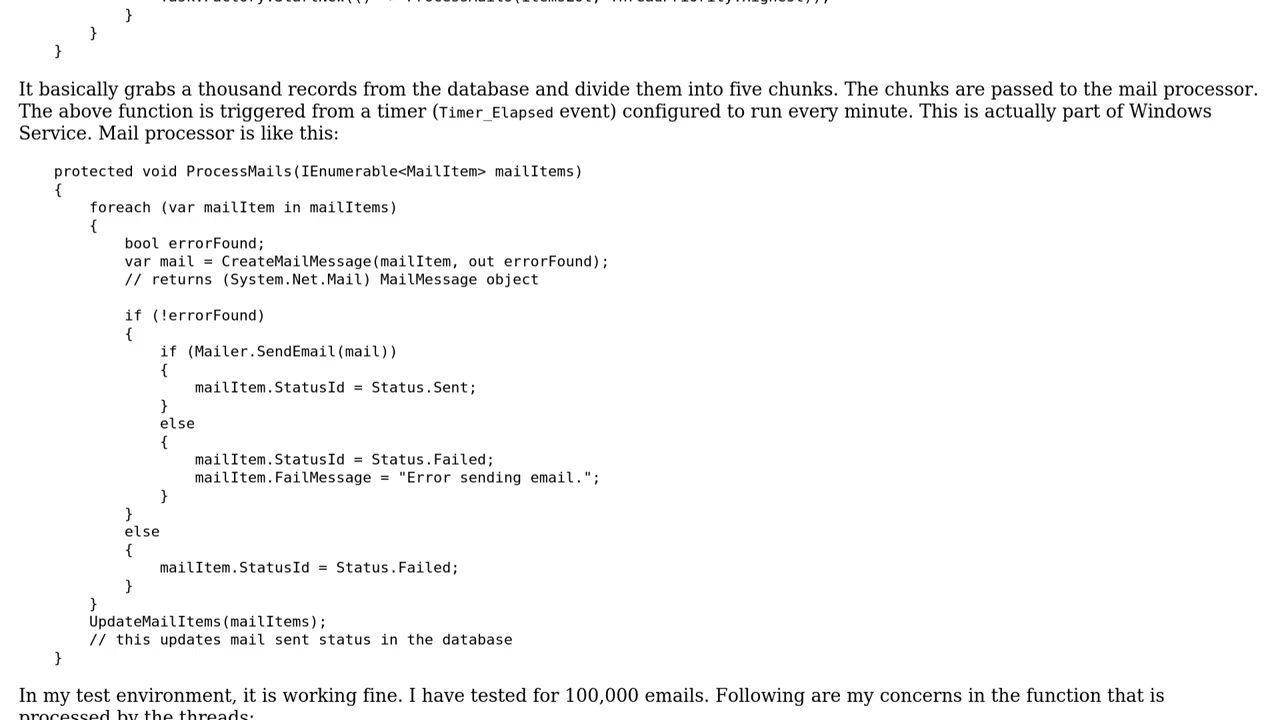 }
}
}
It basically grabs a thousand records from the database and divide them into five chunks. The chunks are passed to the mail processor.
The above function is triggered from a timer (Timer_Elapsed event) configured to run every minute. This is actually part of Windows
Service. Mail processor is like this:
protected void ProcessMails(IEnumerable<MailItem> mailItems)
{
foreach (var mailItem in mailItems)
{
bool errorFound;
var mail = CreateMailMessage(mailItem, out errorFound);
// returns (System.Net.Mail) MailMessage object
if (!errorFound)
{
if (Mailer.SendEmail(mail))
{
mailItem.StatusId = Status.Sent;
}
else
{
mailItem.StatusId = Status.Failed;
mailItem.FailMessage = "Error sending email.";
}
}
else
{
mailItem.StatusId = Status.Failed;
}
}
UpdateMailItems(mailItems);
// this updates mail sent status in the database
}
In my test environment, it is working fine. I have tested for 100,000 emails. Following are my concerns in the function that is
processed by the threads: